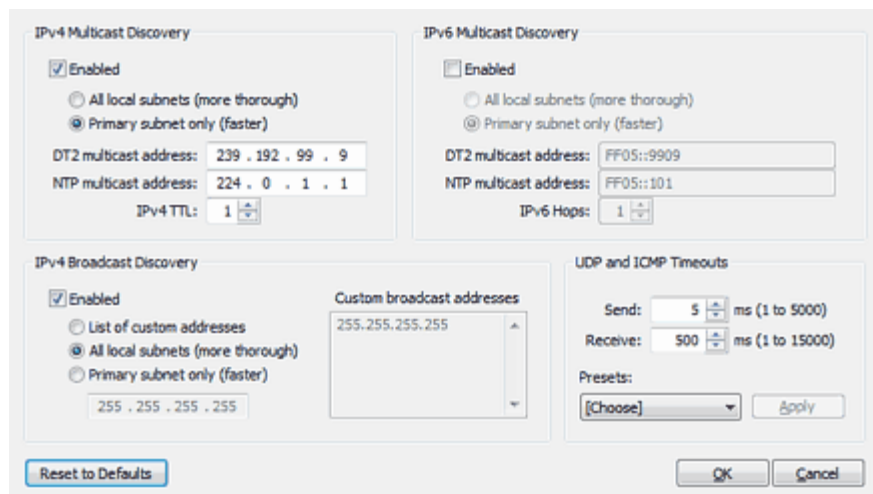 IPv4 Multicast Discovery
Enabled
All local subnets (more thorough)
Primary subnet only (faster)
DT2 multicast address: 239 . 192 . 99 . 9
NTP multicast address: 224 . 0 . 1 . 1
IPv4 TTL: 1
IPv6 Multicast Discovery
Enabled
All local subnets (more thorough)
Primary subnet only (faster)
DT2 multicast address: FF05::9909
NTP multicast address: FF05::101
IPv6 Hops: 1
IPv4 Broadcast Discovery
Enabled
List of custom addresses
All local subnets (more thorough)
Primary subnet only (faster)
255 . 255 . 255 . 255
Custom broadcast addresses
255.255.255.255
UDP and ICMP Timeouts
Send: 5 ms (1 to 5000)
Receive: 500 ms (1 to 15000)
Presets:
[Choose] Apply
Reset to Defaults OK Cancel